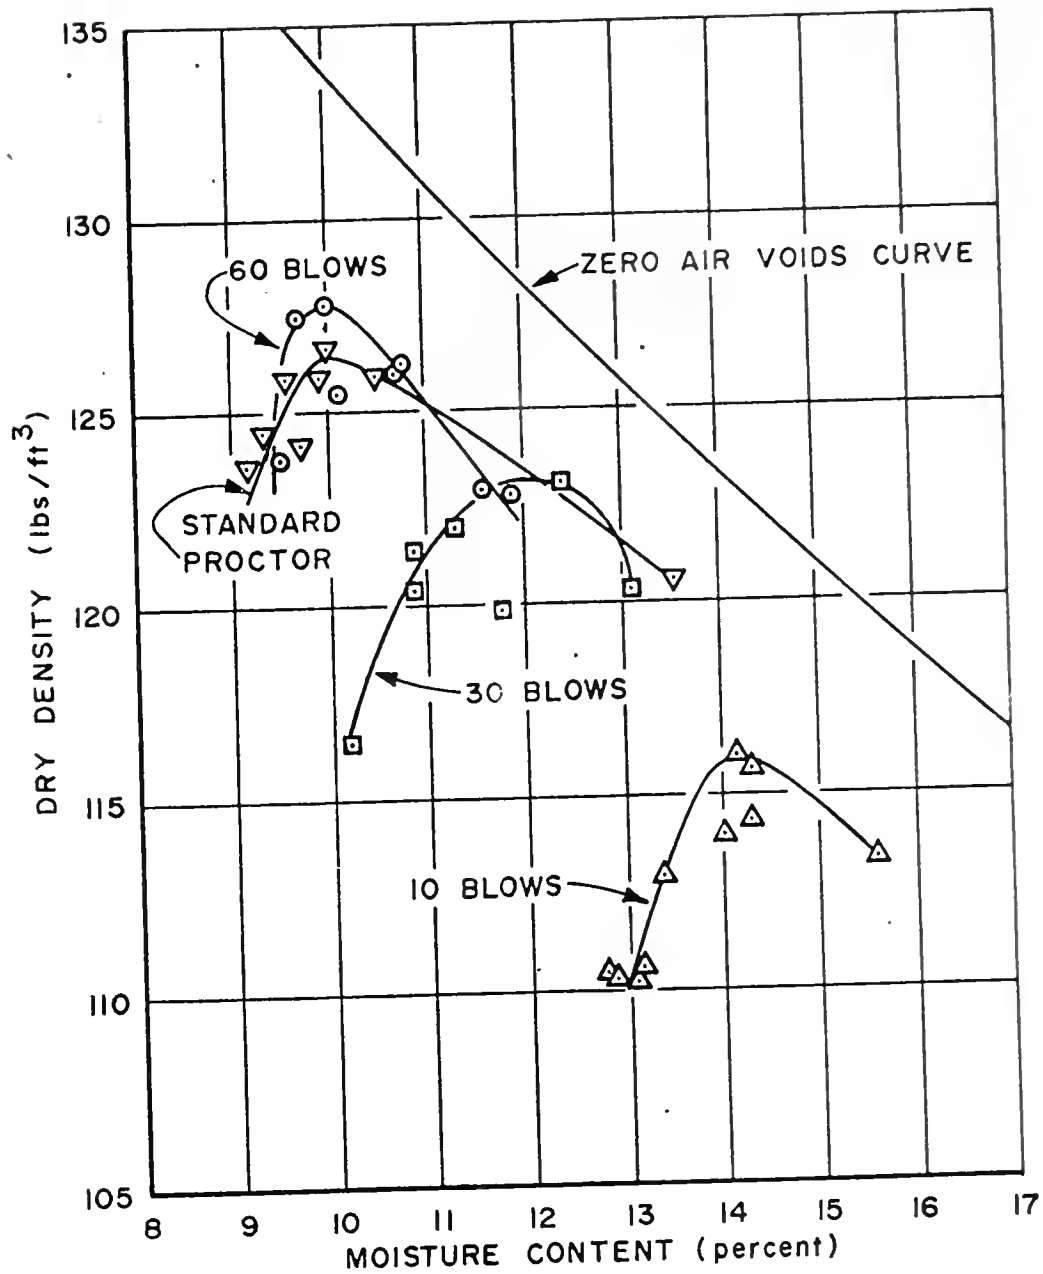 135
130
125
120
115
110
105
DRY DENSITY (lbs/ft³)
60 BLOWS
ZERO AIR VOIDS CURVE
STANDARD
PROCTOR
30 BLOWS
10 BLOWS
8 9 10 11 12 13 14 15 16 17
MOISTURE CONTENT (percent)